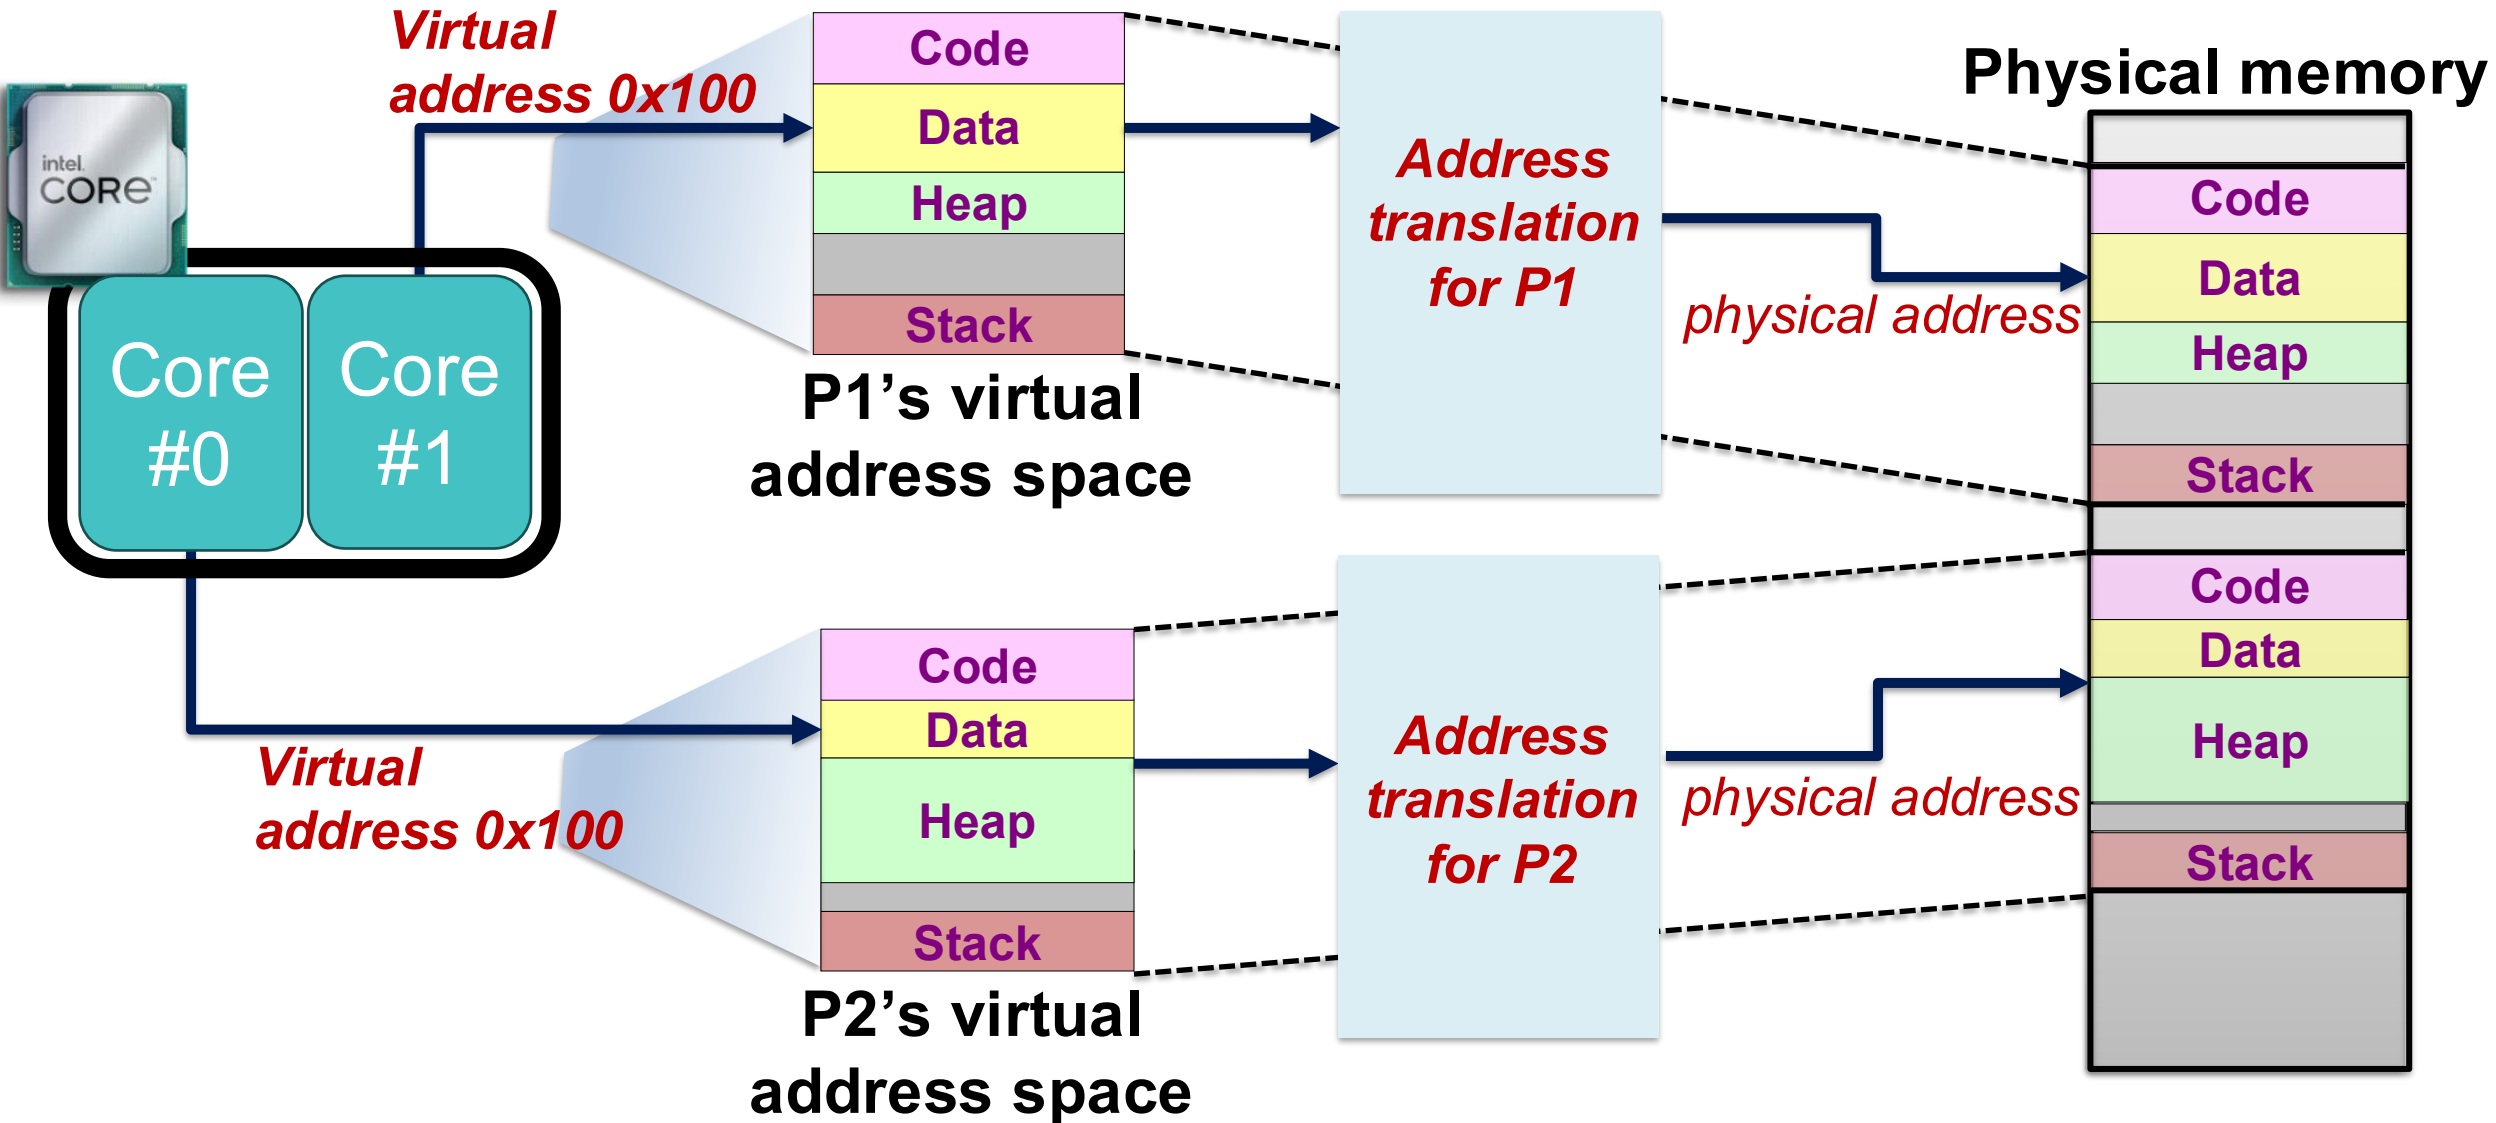 Virtual
address 0x100
intel.
CORE
Core
#0
Core
#1
Code
Data
Heap
Stack
P1’s virtual
address space
Address
translation
for P1
physical address
Physical memory
Code
Data
Heap
Stack
Virtual
address 0x100
Code
Data
Heap
Stack
P2’s virtual
address space
Address
translation
for P2
physical address
Code
Data
Heap
Stack